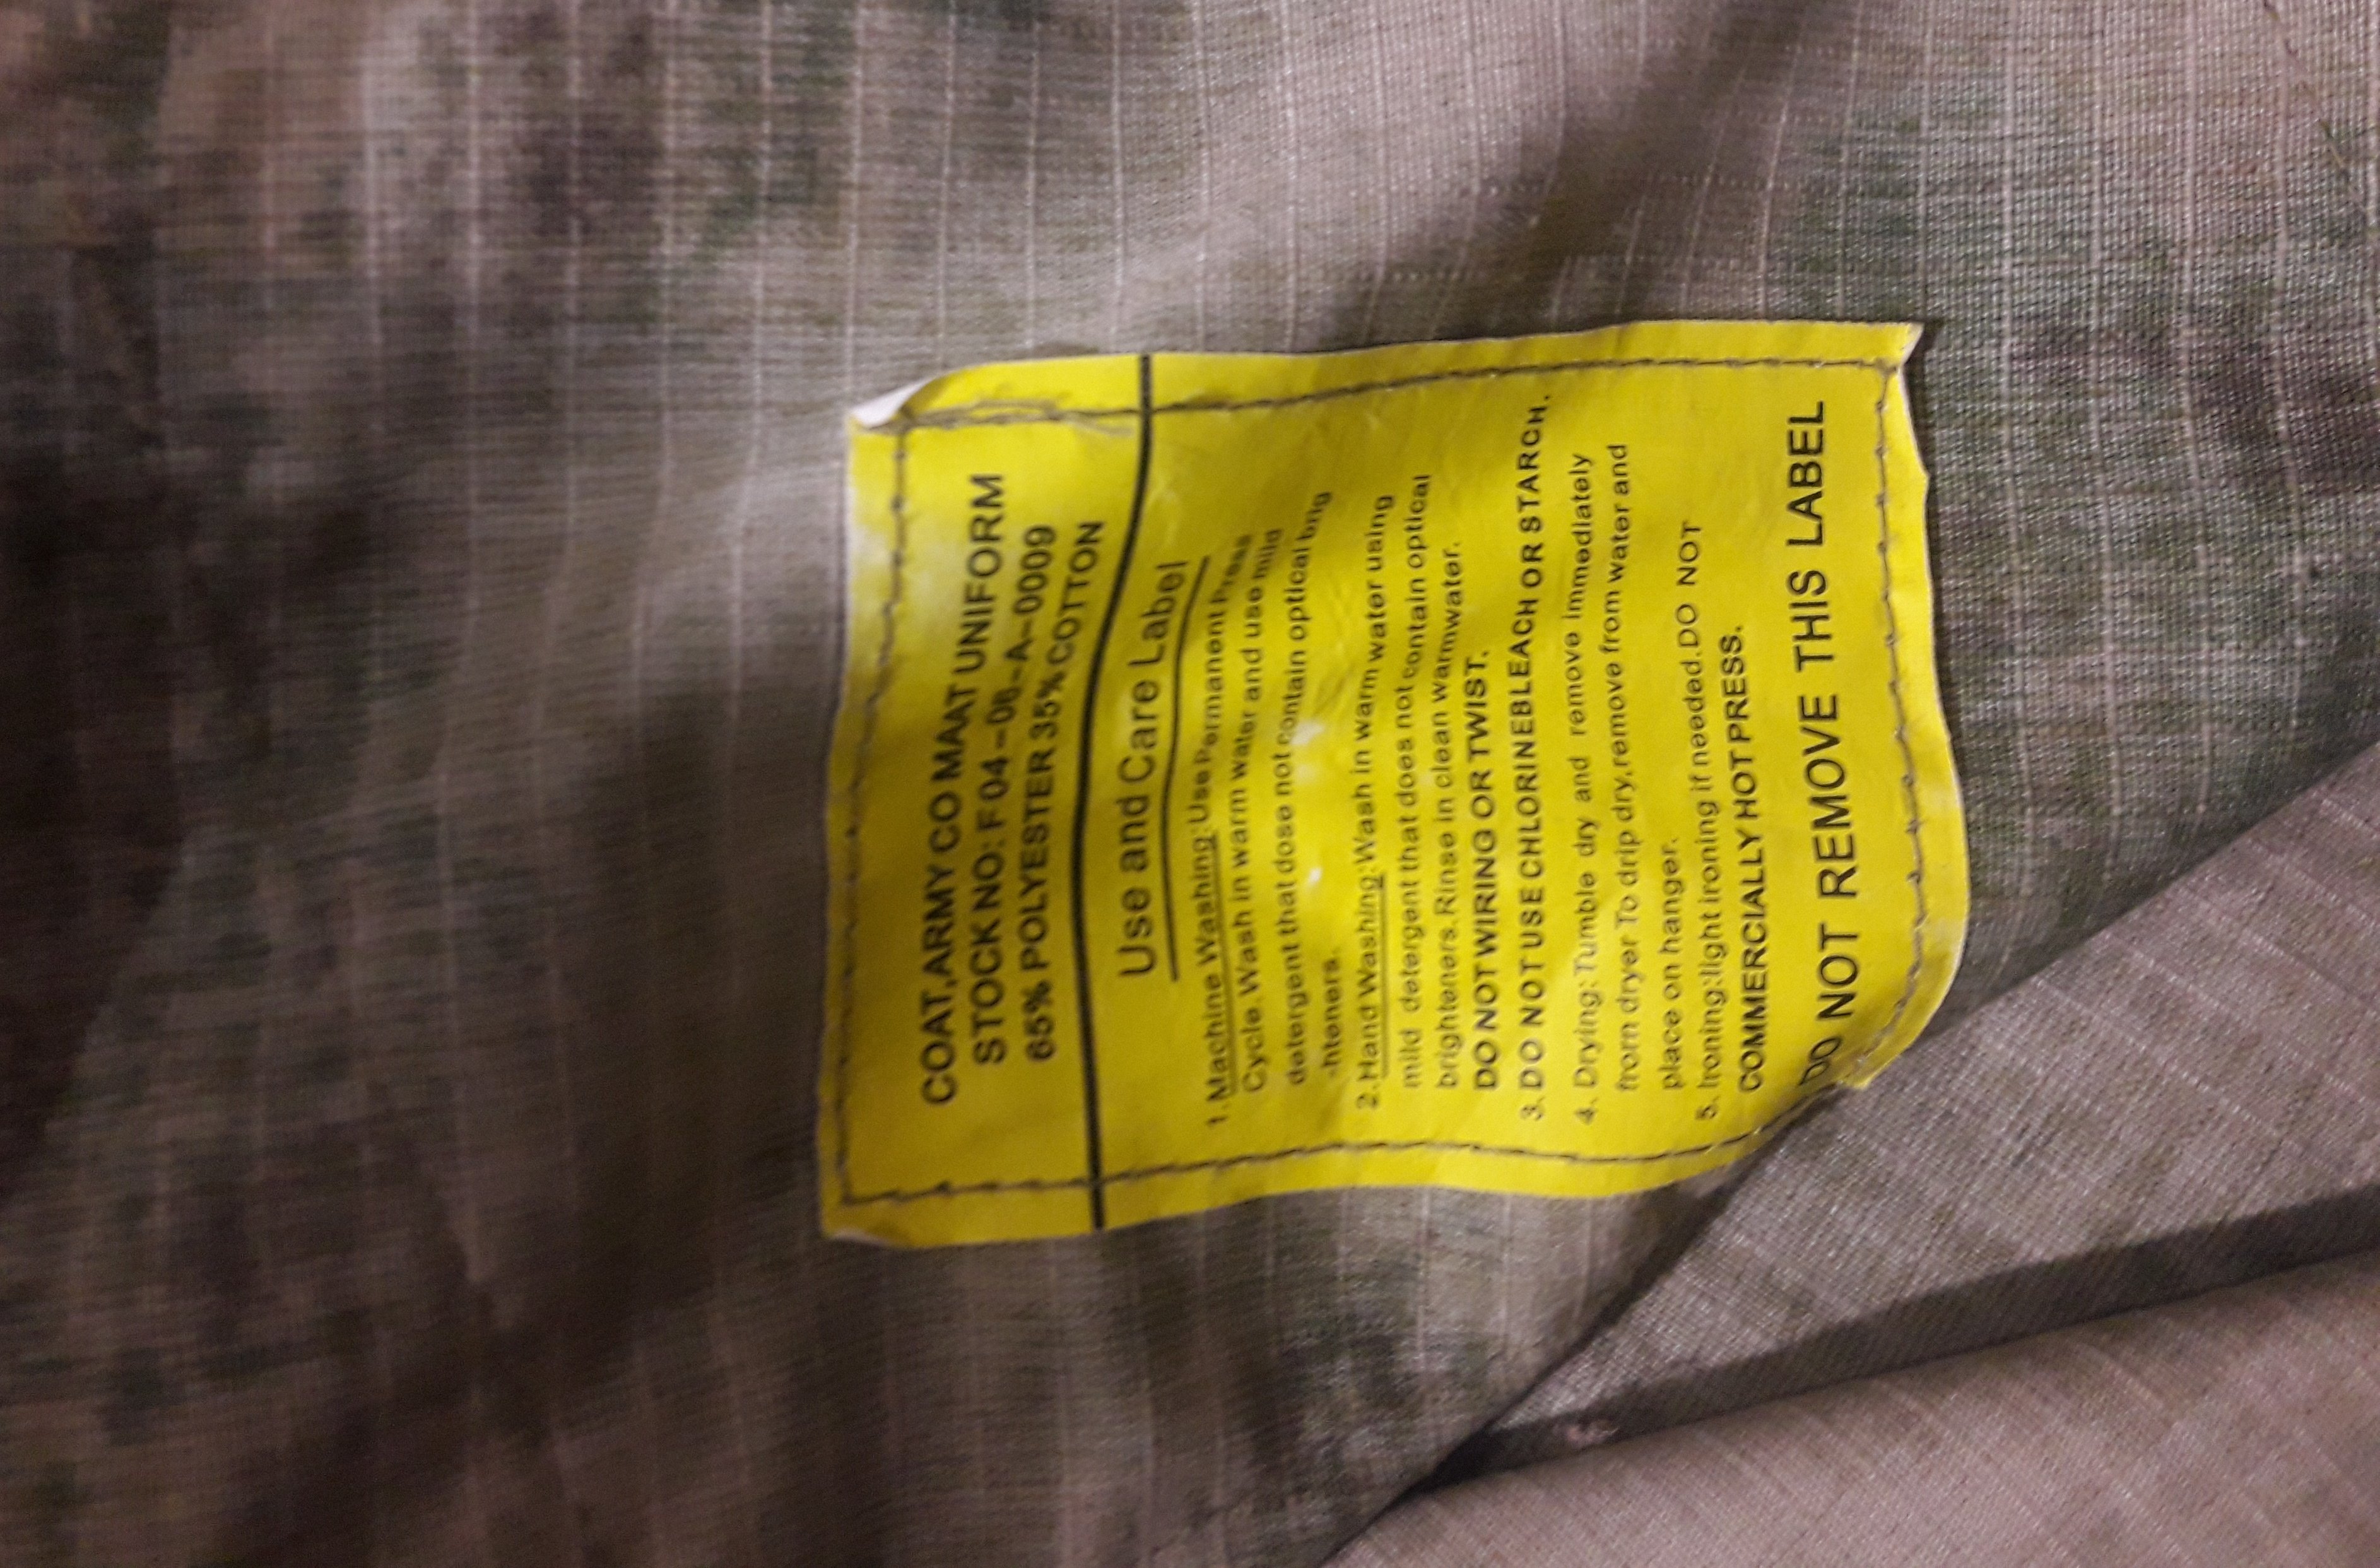 COAT,ARMY CO MAAT UNIFORM
STOCK NO: F04-08-A-0009
65% POLYESTER 35%COTTON
Use and Care Label
1.Machine Washing:Use Permanent Press
Cycle.Wash in warm water and use mild
detergent that dose not contain optical brig
-hteners.
2.Hand Washing:Wash in warm water using
mild detergent that does not contain optical
brighteners.Rinse in clean warmwater.
DO NOT WIRING OR TWIST.
3.DO NOT USE CHLORINEBLEACH OR STARCH.
4. Drying:Tumble dry and remove immediately
from dryer To drip dry,remove from water and
place on hanger.
5. Ironing:light ironing if needed.DO NOT
COMMERCIALLY HOT PRESS.
DO NOT REMOVE THIS LABEL